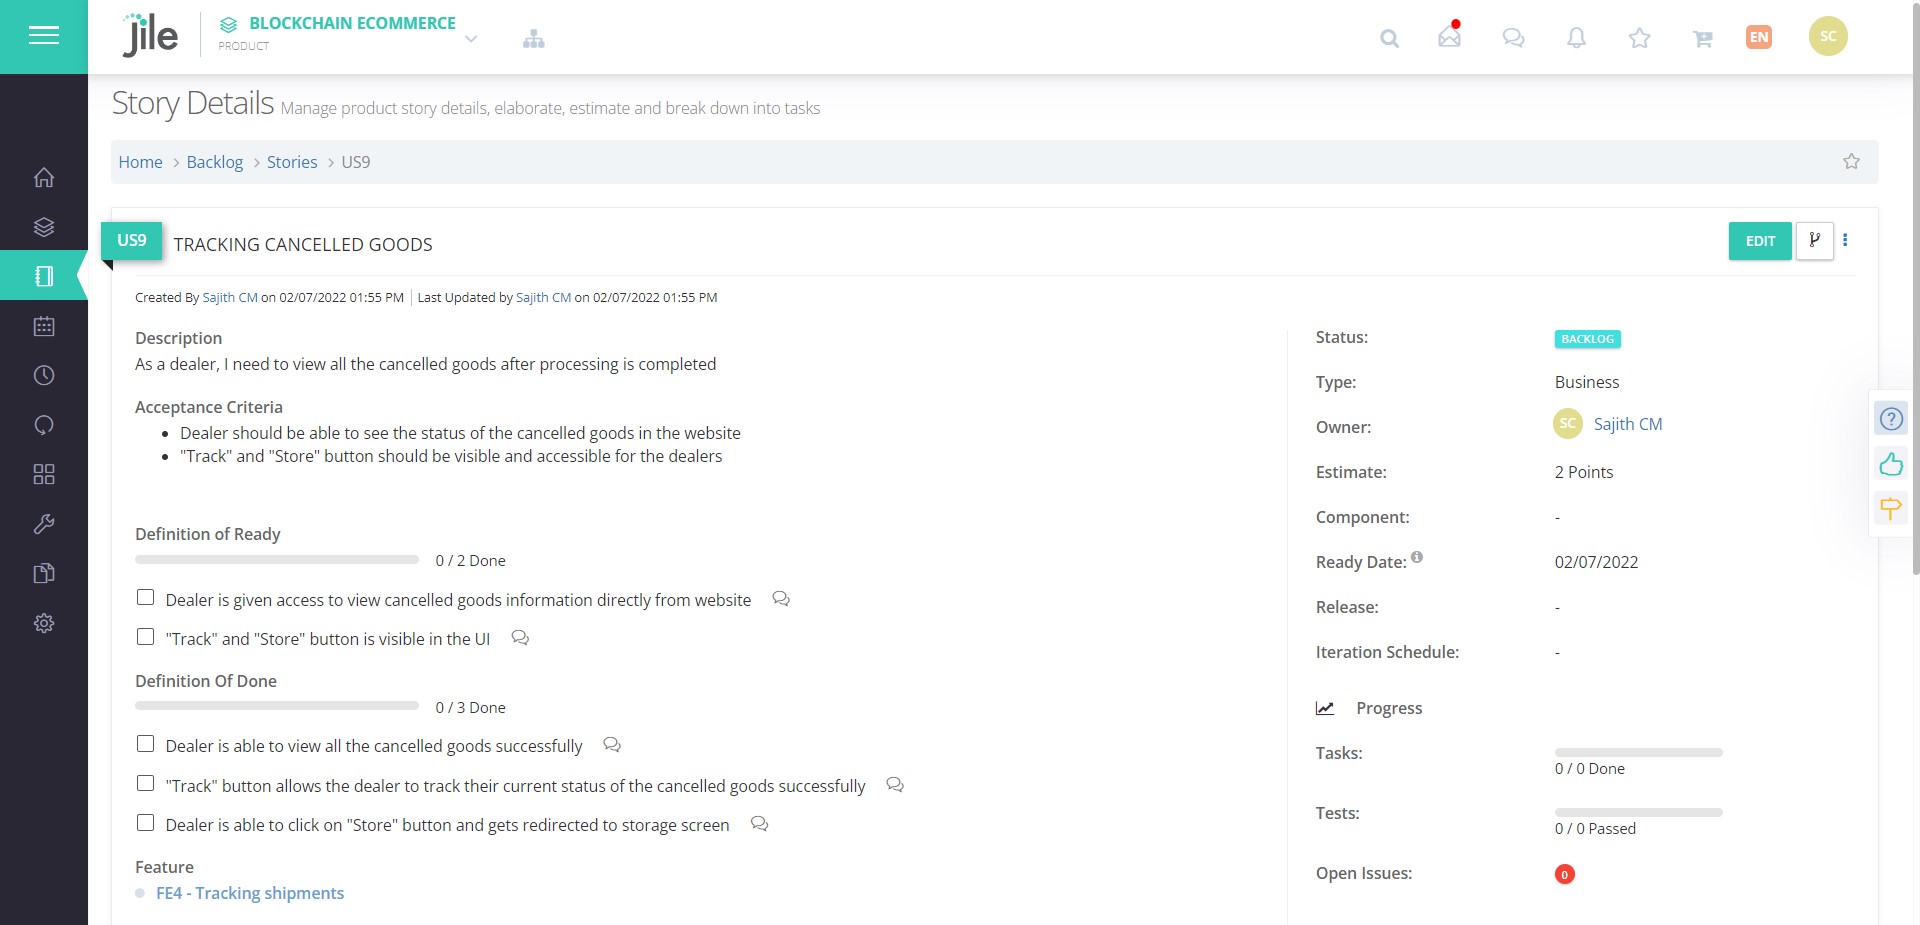 jile
BLOCKCHAIN ECOMMERCE
PRODUCT
EN
SC
Story Details Manage product story details, elaborate, estimate and break down into tasks
Home > Backlog > Stories > US9
US9
TRACKING CANCELLED GOODS
EDIT
Created By Sajith CM on 02/07/2022 01:55 PM | Last Updated by Sajith CM on 02/07/2022 01:55 PM
Description
As a dealer, I need to view all the cancelled goods after processing is completed
Acceptance Criteria
• Dealer should be able to see the status of the cancelled goods in the website
• "Track" and "Store" button should be visible and accessible for the dealers
Definition of Ready
0 / 2 Done
Dealer is given access to view cancelled goods information directly from website
"Track" and "Store" button is visible in the UI
Definition Of Done
0 / 3 Done
Dealer is able to view all the cancelled goods successfully
"Track" button allows the dealer to track their current status of the cancelled goods successfully
Dealer is able to click on "Store" button and gets redirected to storage screen
Feature
FE4 - Tracking shipments
Status: BACKLOG
Type: Business
Owner: SC Sajith CM
Estimate: 2 Points
Component: -
Ready Date: 02/07/2022
Release: -
Iteration Schedule: -
Progress
Tasks:
0 / 0 Done
Tests:
0 / 0 Passed
Open Issues: 0